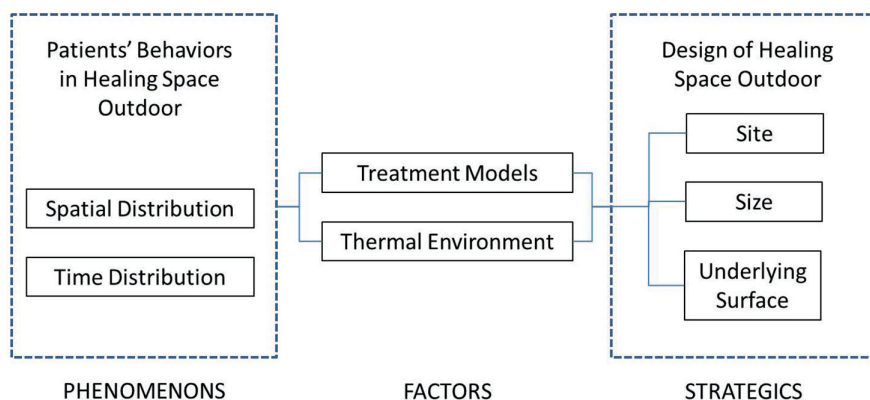 Patients’ Behaviors
in Healing Space
Outdoor
Spatial Distribution
Time Distribution
Treatment Models
Thermal Environment
Design of Healing
Space Outdoor
Site
Size
Underlying
Surface
PHENOMENONS
FACTORS
STRATEGICS